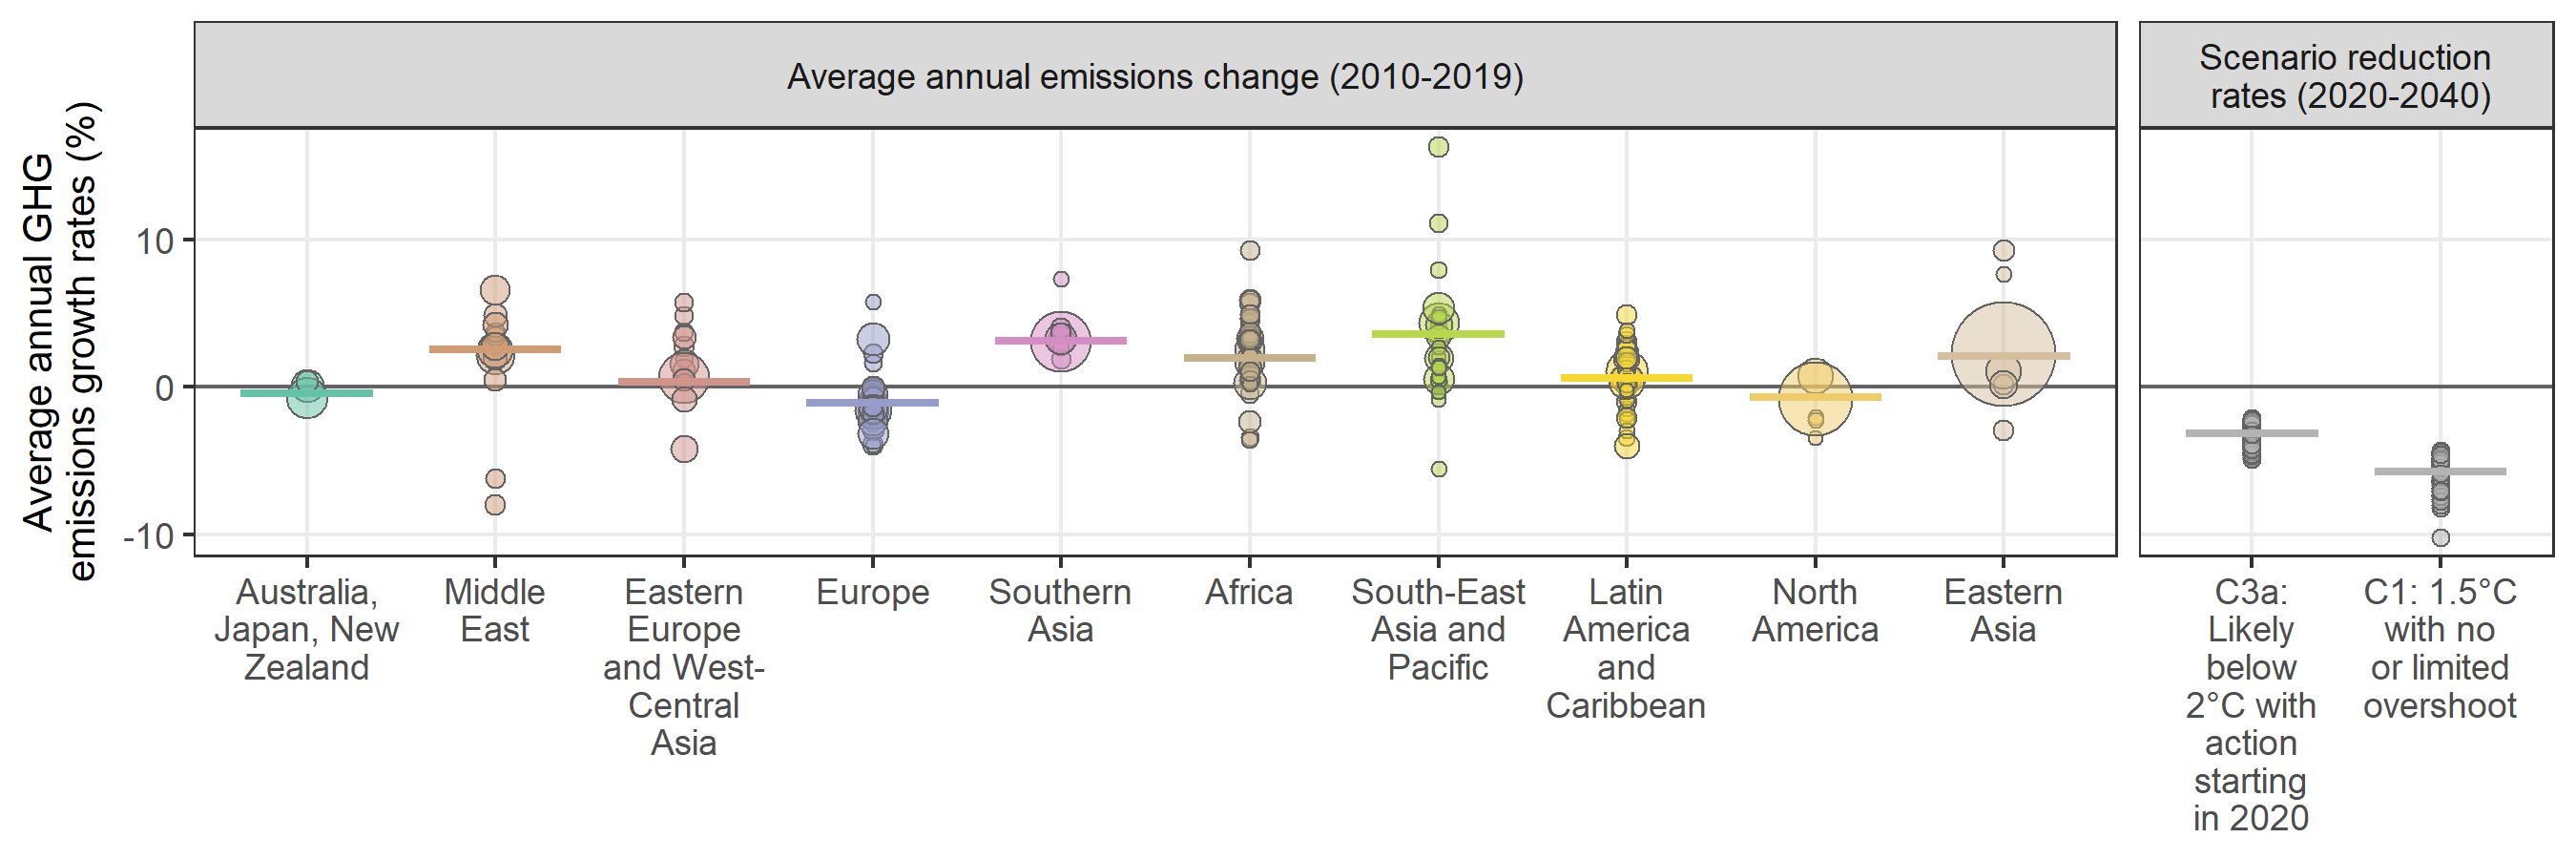 Average annual emissions change (2010-2019)
Scenario reduction
rates (2020-2040)
Average annual GHG
emissions growth rates (%)
10
0
-10
Australia,
Japan, New
Zealand
Middle
East
Eastern
Europe
and West-
Central
Asia
Europe
Southern
Asia
Africa
South-East
Asia and
Pacific
Latin
America
and
Caribbean
North
America
Eastern
Asia
C3a:
Likely
below
2°C with
action
starting
in 2020
C1: 1.5°C
with no
or limited
overshoot